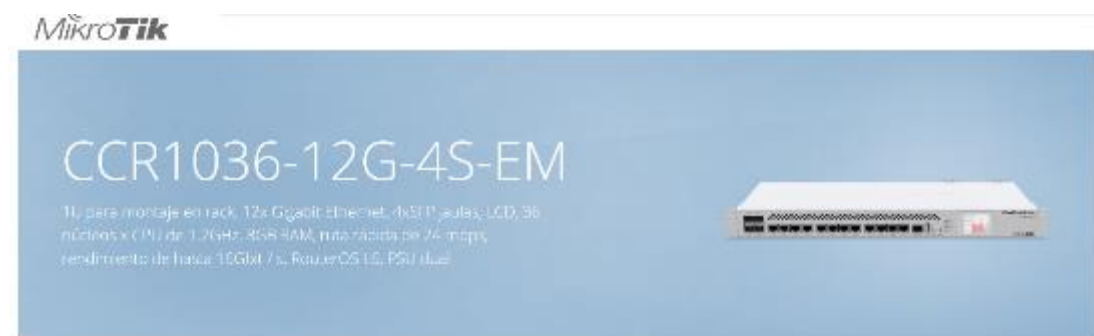 MikroTik
CCR1036-12G-4S-EM
1U para montaje en rack, 12x Gigabit Ethernet, 4xSFP jaulas, LCD, 36
núcleos x CPU de 1.2GHz, 8GB RAM, ruta rápida de 24 mpps,
rendimiento de hasta 16Gbit / s, RouterOS L6, PSU dual